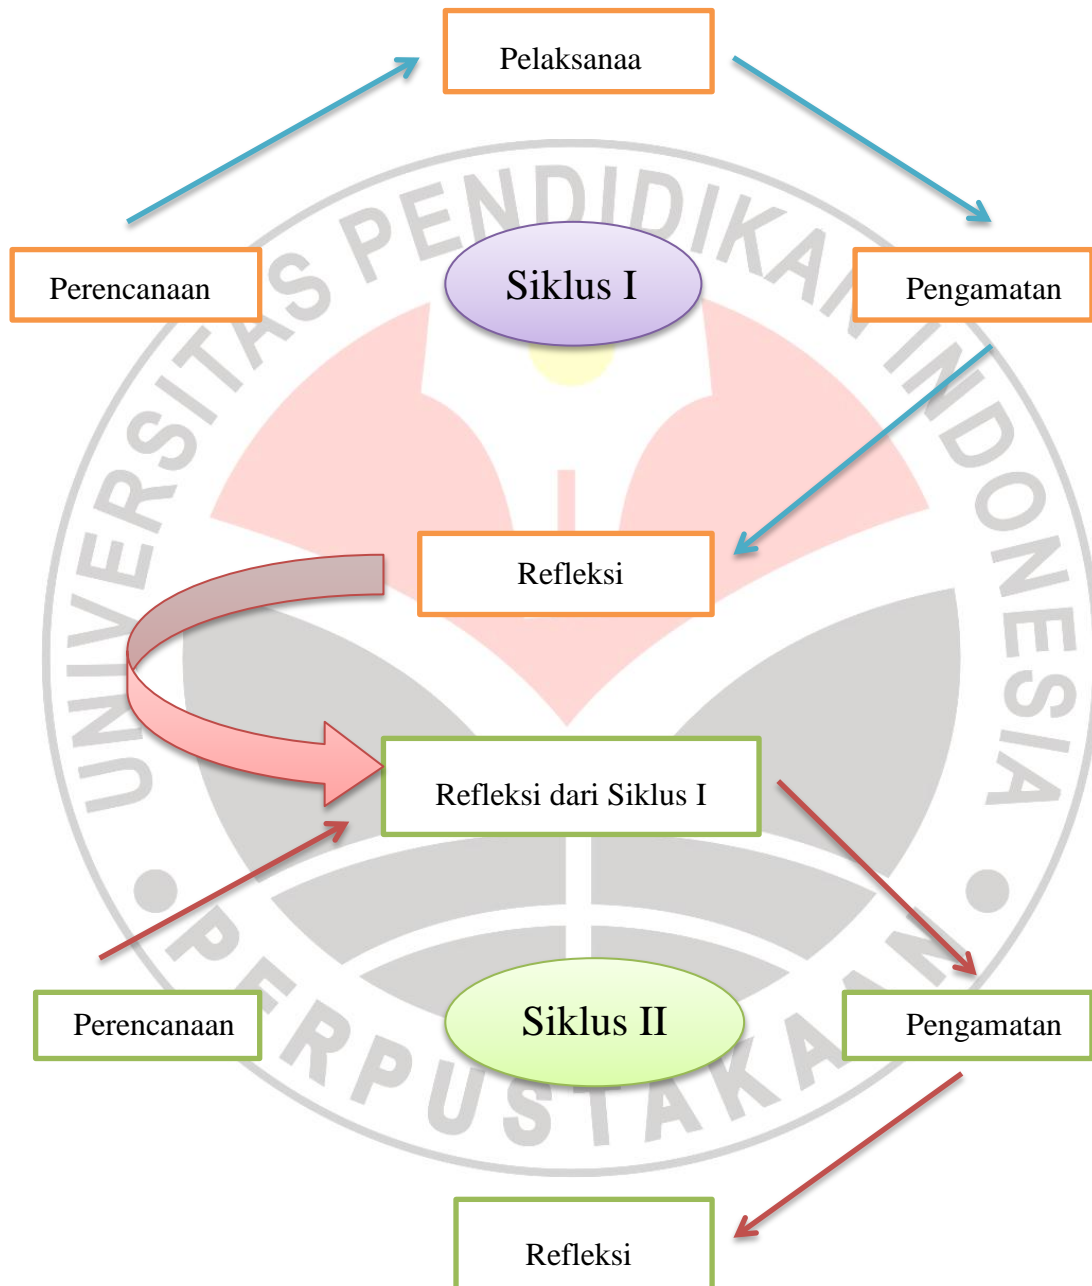 Pelaksanaa
Perencanaan
Siklus I
Pengamatan
Refleksi
Refleksi dari Siklus I
Perencanaan
Siklus II
Pengamatan
Refleksi
UNIVERSITAS PENDIDIKAN INDONESIA
PERPUSTAKAAN